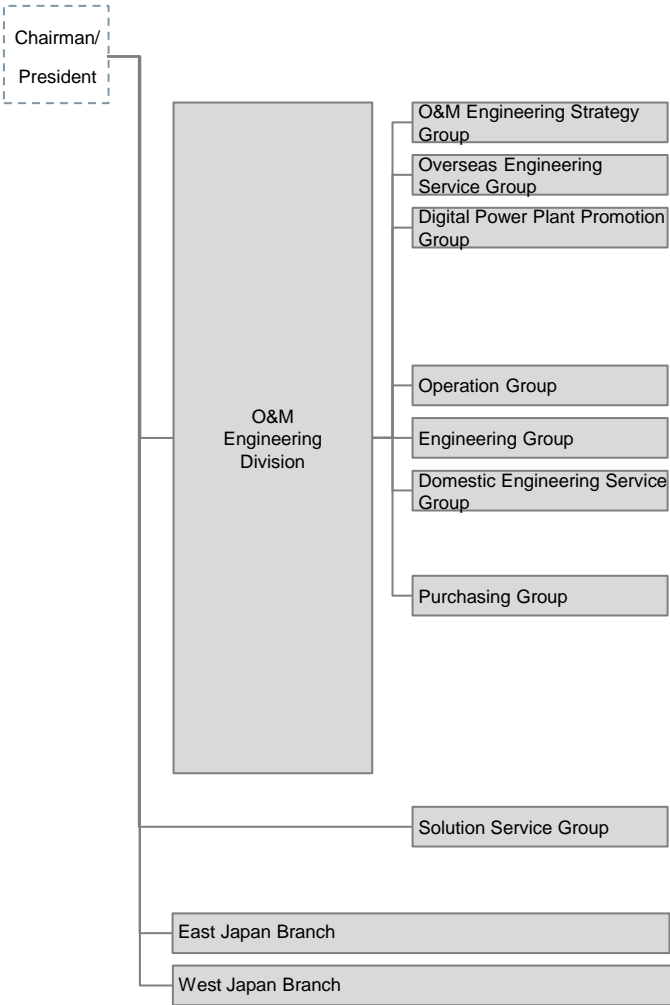 Chairman/
President
O&M Engineering Strategy
Group
Overseas Engineering
Service Group
Digital Power Plant Promotion
Group
Operation Group
O&M
Engineering
Division
Engineering Group
Domestic Engineering Service
Group
Purchasing Group
Solution Service Group
East Japan Branch
West Japan Branch